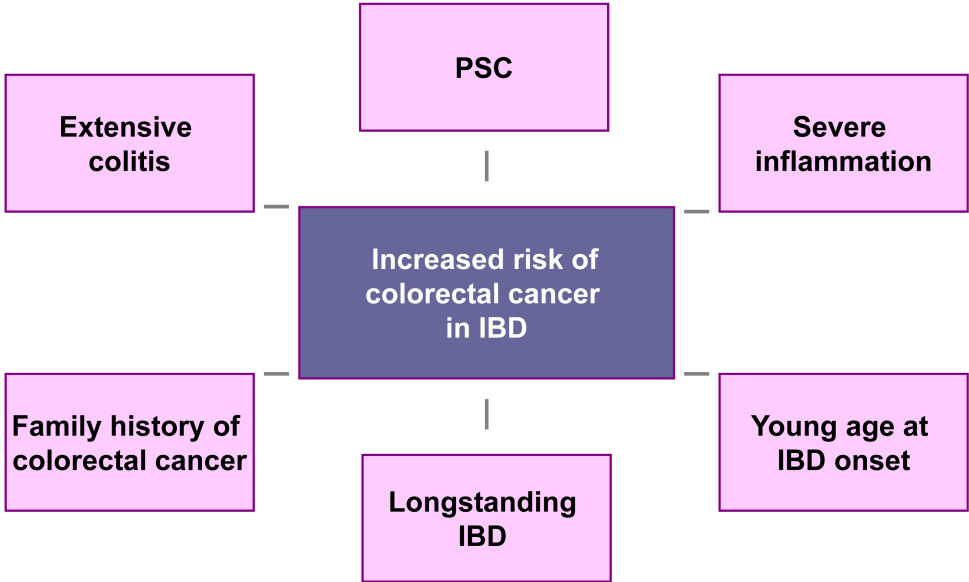 PSC
Extensive
colitis
Severe
inflammation
Increased risk of
colorectal cancer
in IBD
Family history of
colorectal cancer
Young age at
IBD onset
Longstanding
IBD